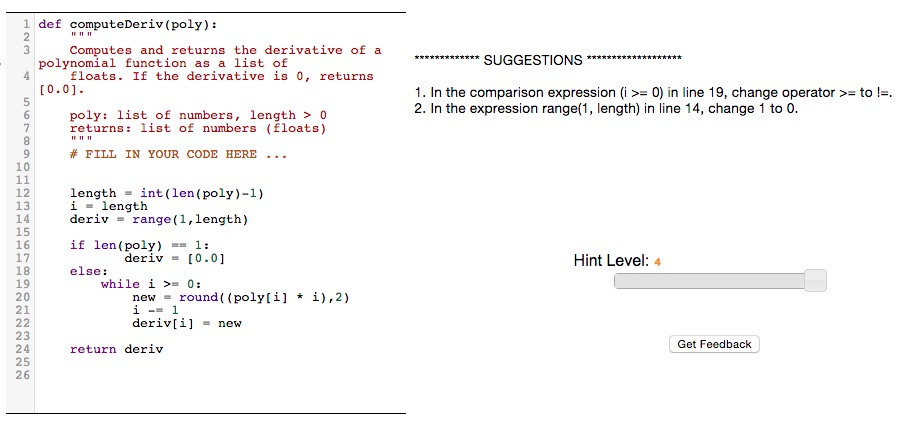 1 def computeDeriv(poly):
2 """
3 Computes and returns the derivative of a
polynomial function as a list of
4 floats. If the derivative is 0, returns
[0.0].
5
6 poly: list of numbers, length > 0
7 returns: list of numbers (floats)
8 """
9 # FILL IN YOUR CODE HERE ...
10
11
12 length = int(len(poly)-1)
13 i = length
14 deriv = range(1,length)
15
16 if len(poly) == 1:
17 deriv = [0.0]
18 else:
19 while i >= 0:
20 new = round((poly[i] * i),2)
21 i -= 1
22 deriv[i] = new
23
24 return deriv
25
26
************* SUGGESTIONS *******************
1. In the comparison expression (i >= 0) in line 19, change operator >= to !=.
2. In the expression range(1, length) in line 14, change 1 to 0.
Hint Level: 4
Get Feedback